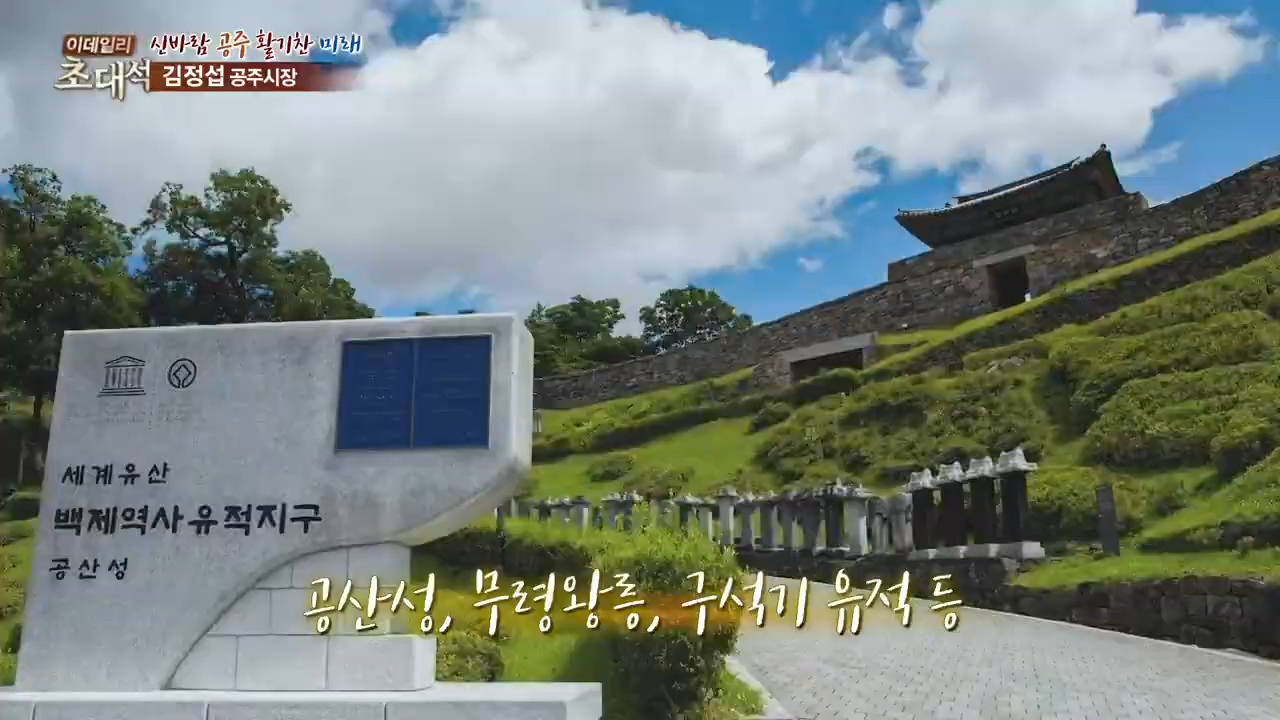 이데일리
초대석
신바람 공주 활기찬 미래
김정섭 공주시장
세계유산
백제역사유적지구
공산성
공산성, 무령왕릉, 구석기 유적 등